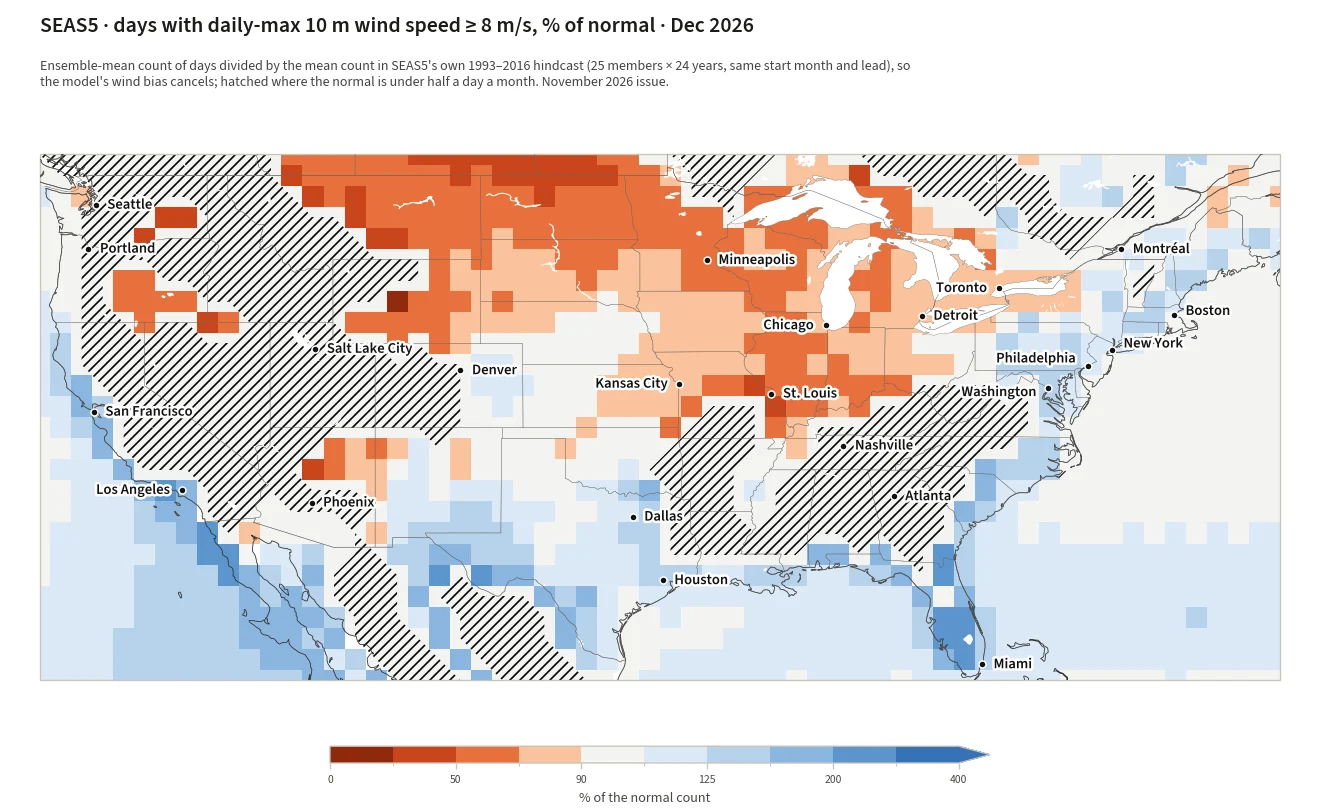 SEAS5 · days with daily-max 10 m wind speed ≥ 8 m/s, % of normal · Dec 2026
Ensemble-mean count of days divided by the mean count in SEAS5's own 1993–2016 hindcast (25 members × 24 years, same start month and lead), so
the model's wind bias cancels; hatched where the normal is under half a day a month. November 2026 issue.
Seattle
Portland
Montréal
Minneapolis
Toronto
Boston
Detroit
Chicago
New York
Salt Lake City
Philadelphia
Denver
Kansas City
Washington
St. Louis
San Francisco
Nashville
Los Angeles
Atlanta
Phoenix
Dallas
Houston
Miami
0 50 90 125 200 400
% of the normal count